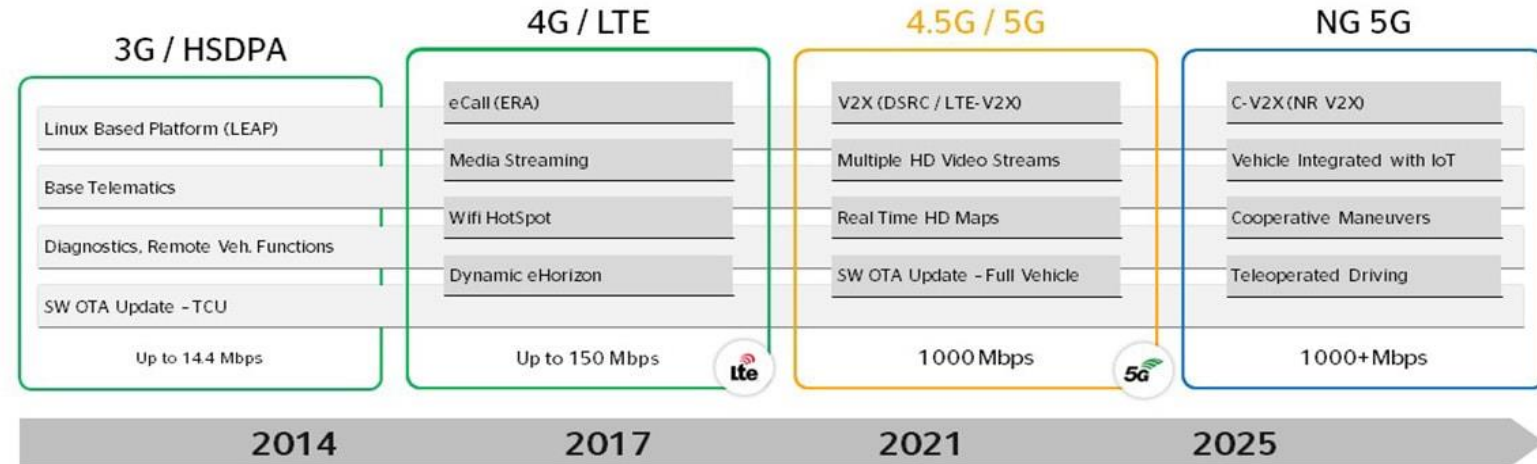 3G / HSDPA
Linux Based Platform (LEAP)
Base Telematics
Diagnostics, Remote Veh. Functions
SW OTA Update – TCU
Up to 14.4 Mbps
4G / LTE
eCall (ERA)
Media Streaming
Wifi HotSpot
Dynamic eHorizon
Up to 150 Mbps
lte
4.5G / 5G
V2X (DSRC / LTE-V2X)
Multiple HD Video Streams
Real Time HD Maps
SW OTA Update – Full Vehicle
1000 Mbps
5G
NG 5G
C-V2X (NR V2X)
Vehicle Integrated with IoT
Cooperative Maneuvers
Teleoperated Driving
1000+ Mbps
2014
2017
2021
2025